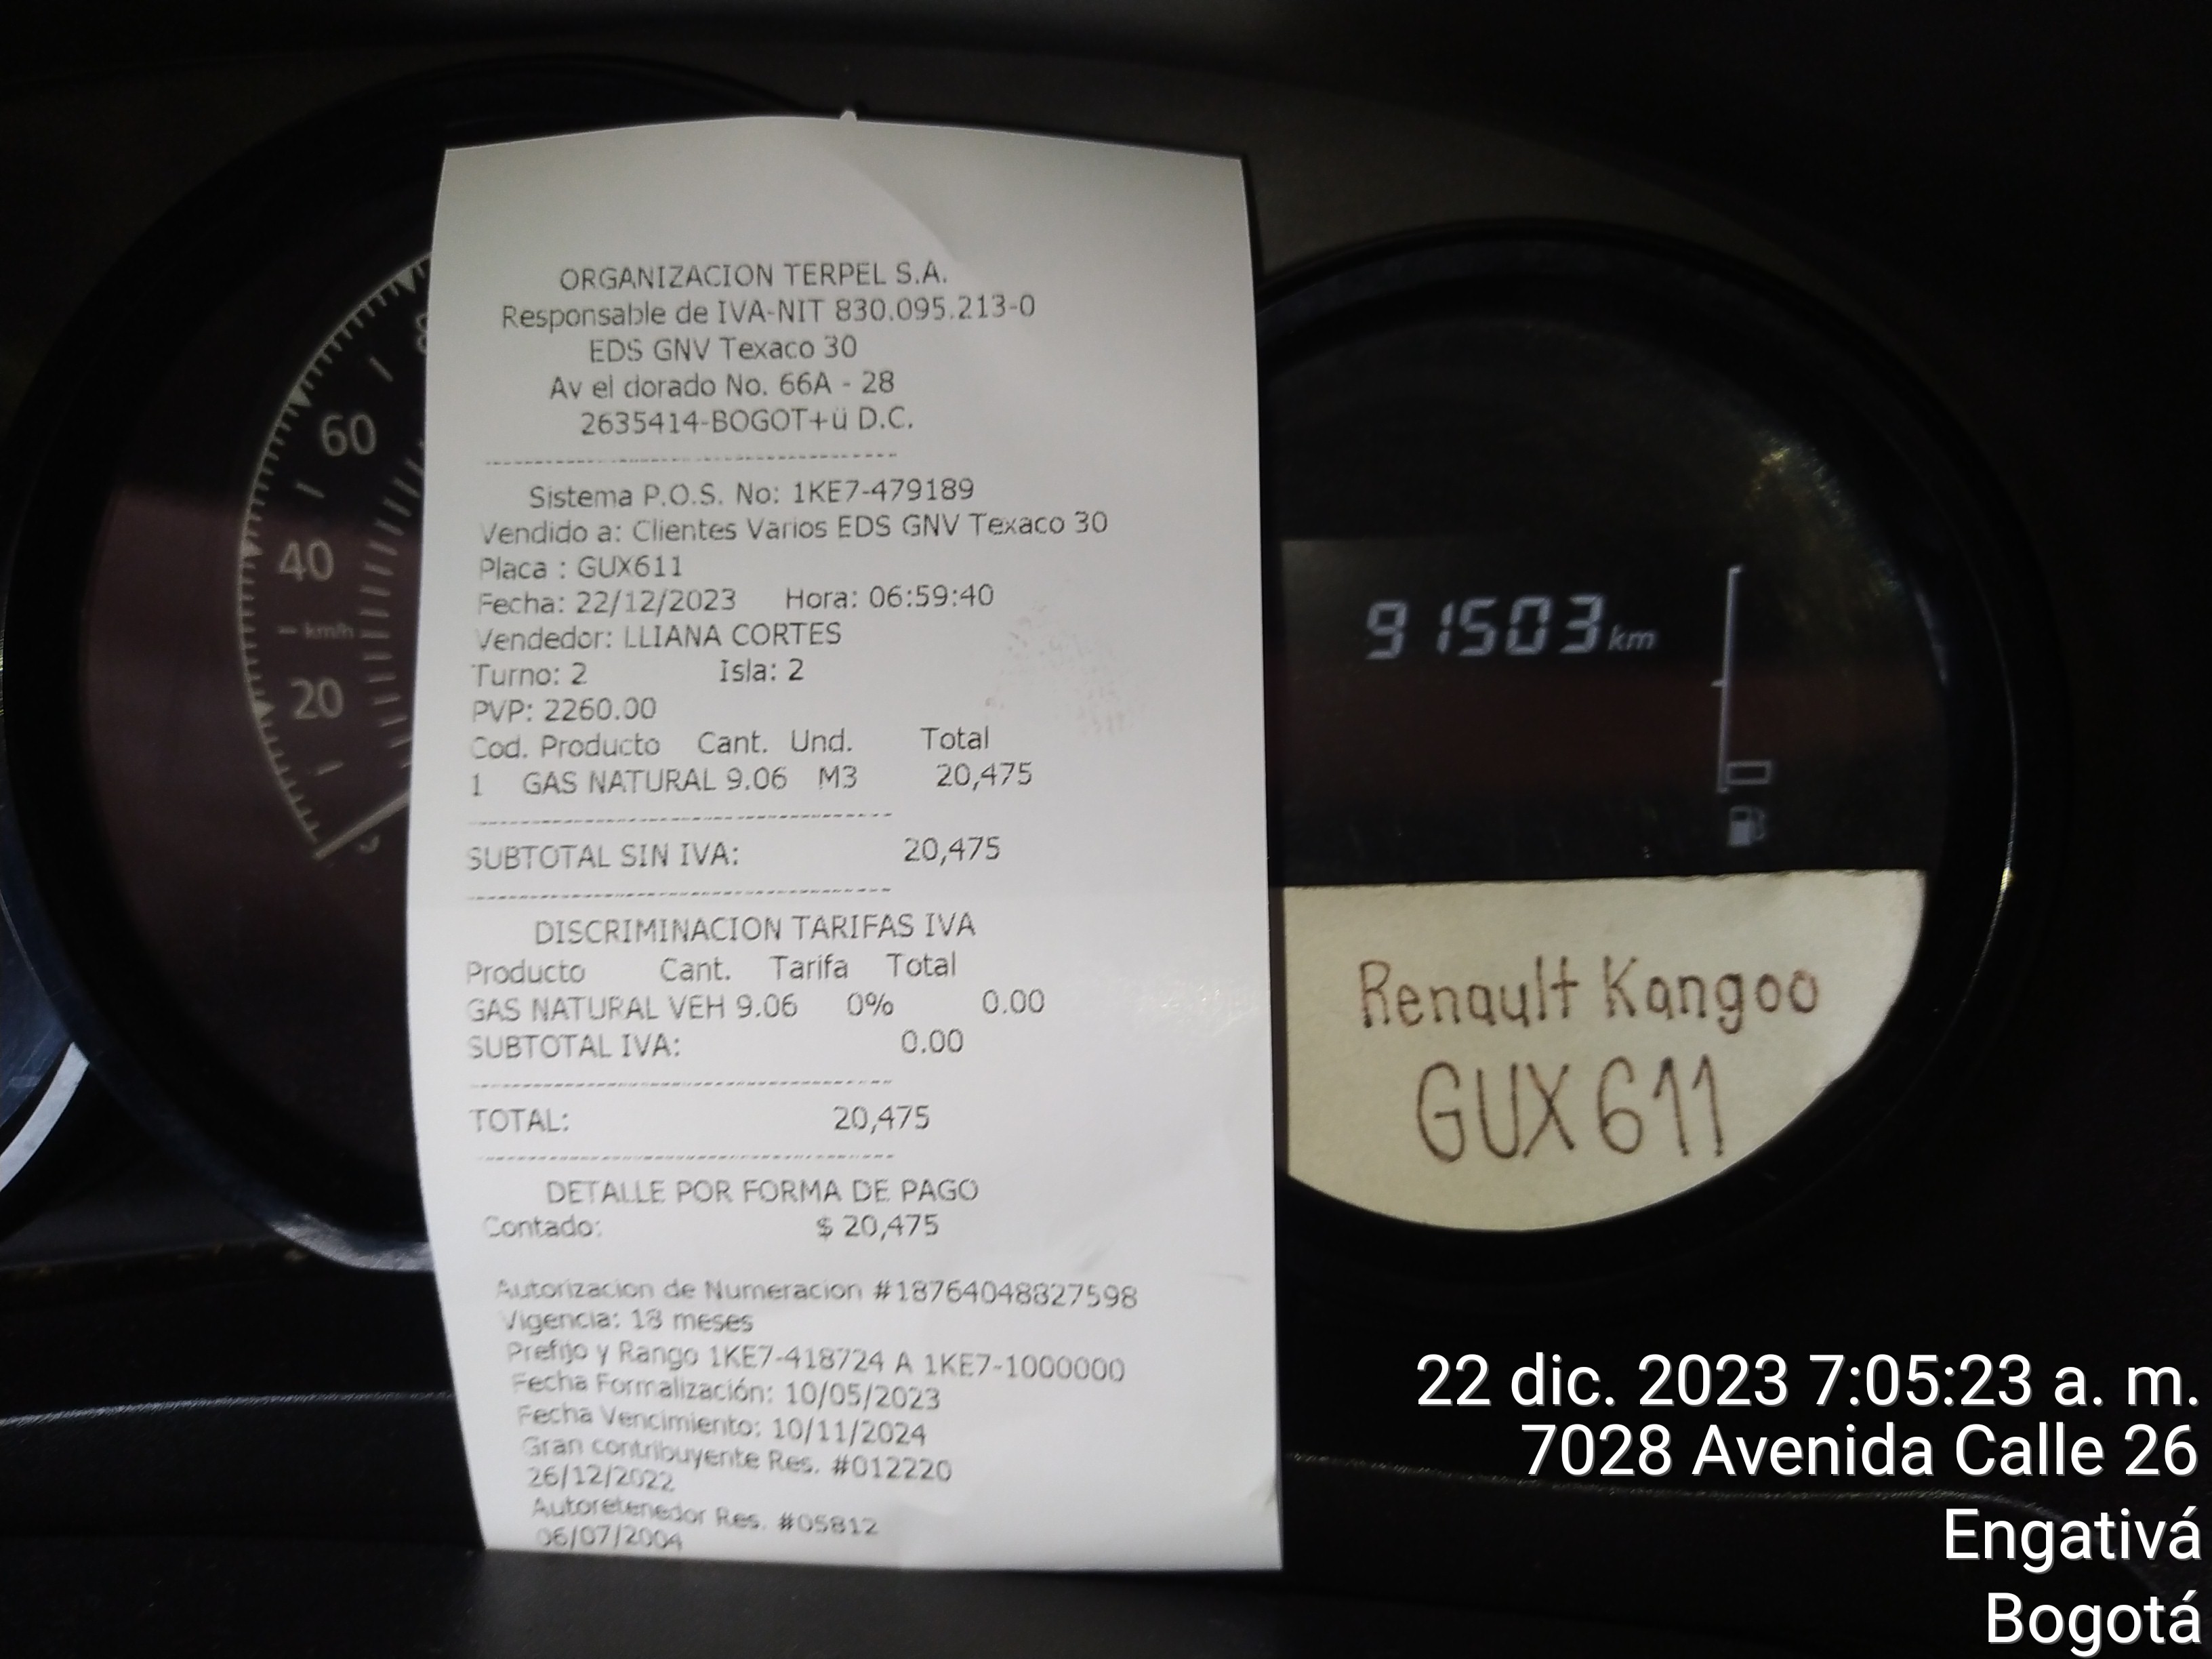 ORGANIZACION TERPEL S.A.
Responsable de IVA-NIT 830.095.213-0
EDS GNV Texaco 30
Av el dorado No. 66A - 28
2635414-BOGOT+ü D.C.
Sistema P.O.S. No: 1KE7-479189
Vendido a: Clientes Varios EDS GNV Texaco 30
Placa : GUX611
Fecha: 22/12/2023 Hora: 06:59:40
Vendedor: LLIANA CORTES
Turno: 2 Isla: 2
PVP: 2260.00
Cod. Producto Cant. Und. Total
1 GAS NATURAL 9.06 M3 20,475
SUBTOTAL SIN IVA: 20,475
DISCRIMINACION TARIFAS IVA
Producto Cant. Tarifa Total
GAS NATURAL VEH 9.06 0% 0.00
SUBTOTAL IVA: 0.00
TOTAL: 20,475
DETALLE POR FORMA DE PAGO
Contado: $ 20,475
Autorizacion de Numeracion #18764048827598
Vigencia: 18 meses
Prefijo y Rango 1KE7-418724 A 1KE7-1000000
Fecha Formalización: 10/05/2023
Fecha Vencimiento: 10/11/2024
Gran contribuyente Res. #012220
26/12/2022
Autoretenedor Res. #05812
06/07/2004
60
40
km/h
20
91503 km
Renault Kangoo
GUX611
22 dic. 2023 7:05:23 a. m.
7028 Avenida Calle 26
Engativá
Bogotá